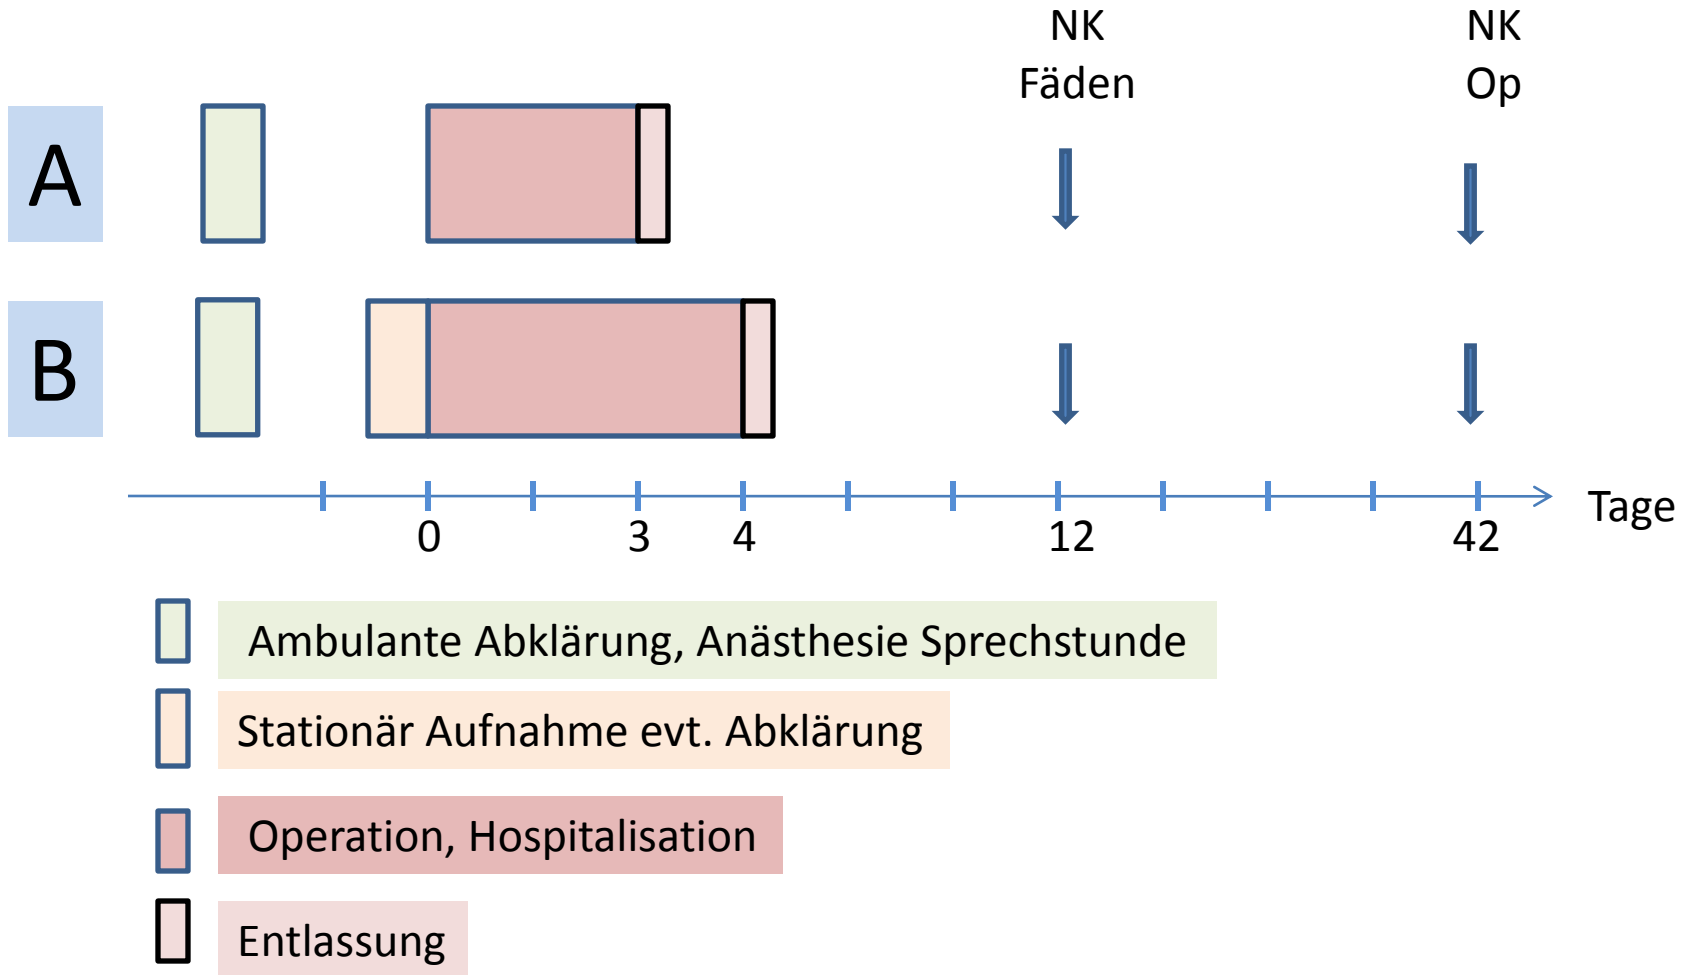 NK
Fäden
NK
Op
A
B
0
3
4
12
42
Tage
Ambulante Abklärung, Anästhesie Sprechstunde
Stationär Aufnahme evt. Abklärung
Operation, Hospitalisation
Entlassung